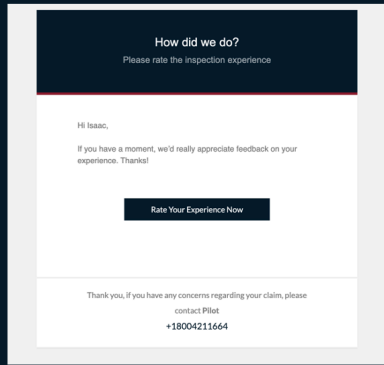 How did we do?
Please rate the inspection experience
Hi Isaac,
If you have a moment, we'd really appreciate feedback on your
experience. Thanks!
Rate Your Experience Now
Thank you, if you have any concerns regarding your claim, please
contact Pilot
+18004211664